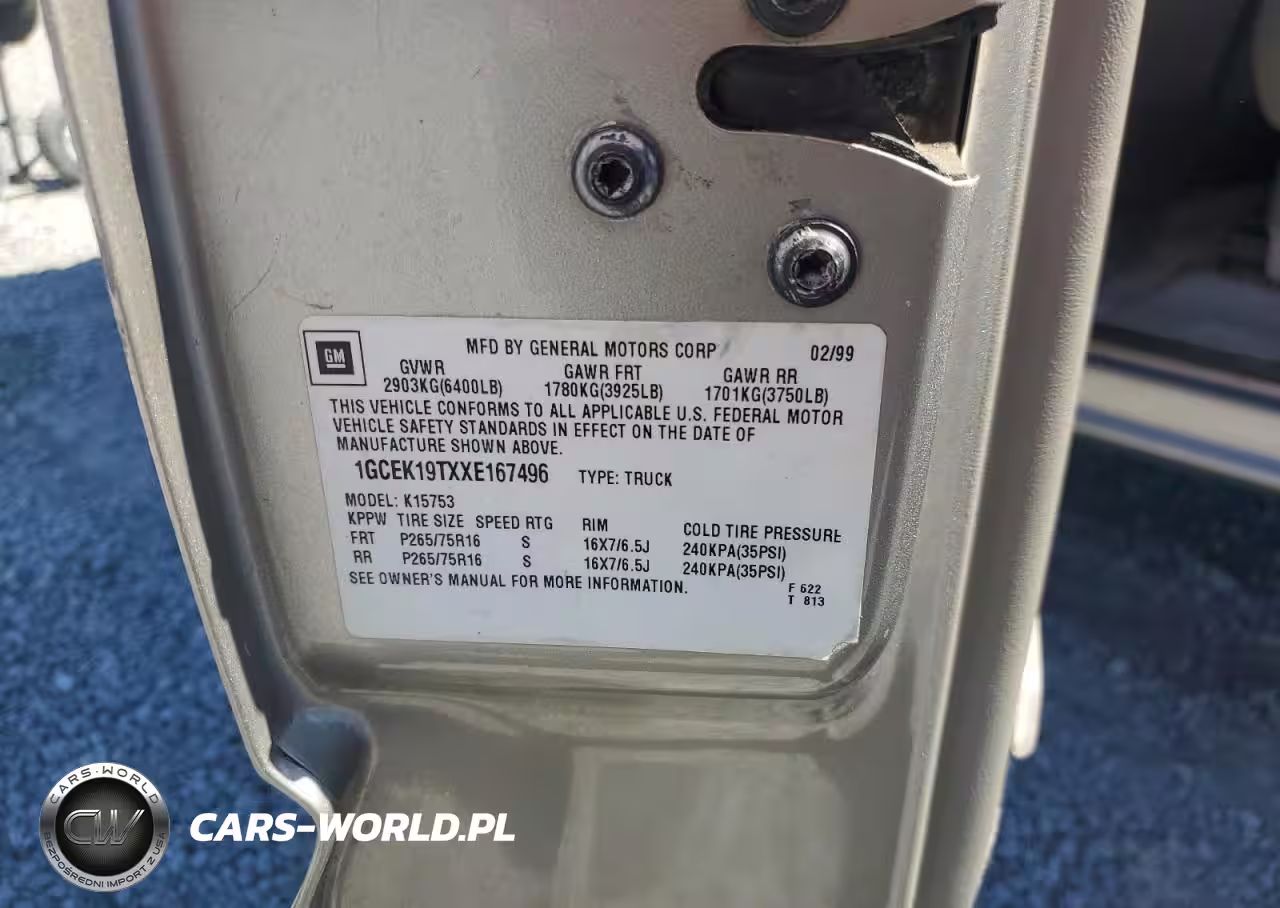 GM
MFD BY GENERAL MOTORS CORP 02/99
GVWR GAWR FRT GAWR RR
2903KG(6400LB) 1780KG(3925LB) 1701KG(3750LB)
THIS VEHICLE CONFORMS TO ALL APPLICABLE U.S. FEDERAL MOTOR
VEHICLE SAFETY STANDARDS IN EFFECT ON THE DATE OF
MANUFACTURE SHOWN ABOVE.
1GCEK19TXXE167496 TYPE: TRUCK
MODEL: K15753
KPPW TIRE SIZE SPEED RTG RIM COLD TIRE PRESSURE
FRT P265/75R16 S 16X7/6.5J 240KPA(35PSI)
RR P265/75R16 S 16X7/6.5J 240KPA(35PSI)
SEE OWNER'S MANUAL FOR MORE INFORMATION.
F 622
T 813
CARS-WORLD
CW
BEZPOŚREDNI IMPORT Z USA
CARS-WORLD.PL